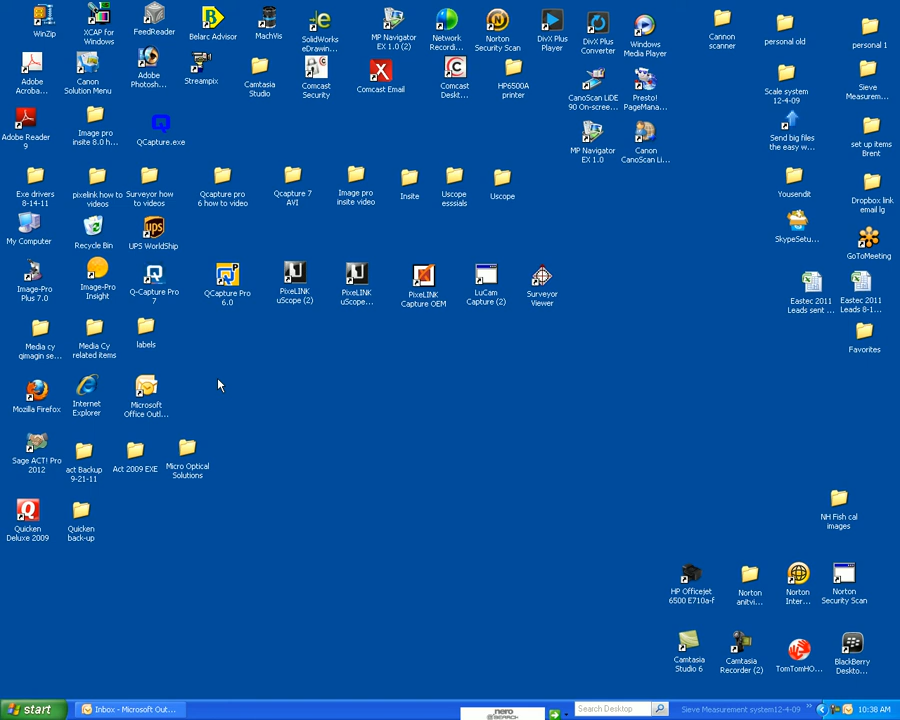 WinZip
XCAP for
Windows
FeedReader
Belarc Advisor
MachVis
SolidWorks
eDrawin...
MP Navigator
EX 1.0 (2)
Network
Recordi...
Norton
Security Scan
DivX Plus
Player
DivX Plus
Converter
Windows
Media Player
Cannon
scanner
personal old
personal 1
Adobe
Acroba...
Canon
Solution Menu
Adobe
Photosh...
Streampix
Camtasia
Studio
Comcast
Security
Comcast Email
Comcast
Deskt...
HP6500A
printer
CanoScan LiDE
90 On-scree...
Presto!
PageMana...
Scale system
12-4-09
Sieve
Measurem...
Adobe Reader
9
Image pro
insite 8.0 h...
QCapture.exe
MP Navigator
EX 1.0
Canon
CanoScan Li...
Send big files
the easy w...
set up items
Brent
Exe drivers
8-14-11
pixelink how to
videos
Surveyor how
to videos
Qcapture pro
6 how to video
Qcapture 7
AVI
Image pro
insite video
Insite
Uscope
esssials
Uscope
Yousendit
Dropbox link
email lg
My Computer
Recycle Bin
UPS WorldShip
SkypeSetu...
GoToMeeting
Image-Pro
Plus 7.0
Image-Pro
Insight
Q-Capture Pro
7
QCapture Pro
6.0
PixeLINK
uScope (2)
PixeLINK
uScope...
PixeLINK
Capture OEM
LuCam
Capture (2)
Surveyor
Viewer
Eastec 2011
Leads sent ...
Eastec 2011
Leads 8-1...
Media cy
qimagin se...
Media Cy
related items
labels
Favorites
Mozilla Firefox
Internet
Explorer
Microsoft
Office Outl...
Sage ACT! Pro
2012
act Backup
9-21-11
Act 2009 EXE
Micro Optical
Solutions
Quicken
Deluxe 2009
Quicken
back-up
NH Fish cal
images
HP Officejet
6500 E710a-f
Norton
anitvi...
Norton
Inter...
Norton
Security Scan
Camtasia
Studio 6
Camtasia
Recorder (2)
TomTomHO...
BlackBerry
Deskto...
start
Inbox - Microsoft Out...
nero
SEARCH
Search Desktop
Sieve Measurement system12-4-09
10:38 AM